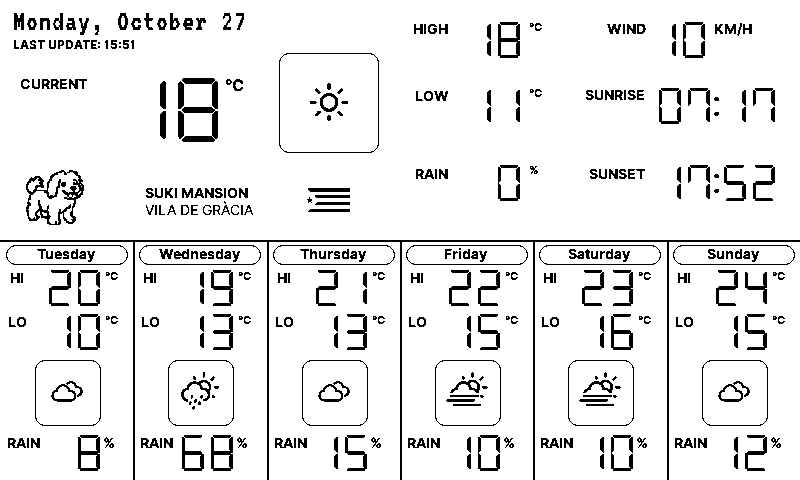 Monday, October 27
LAST UPDATE: 15:51
CURRENT 18 °C
SUKI MANSION
VILA DE GRÀCIA
HIGH 18 °C
LOW 11 °C
RAIN 0 %
WIND 10 KM/H
SUNRISE 07:17
SUNSET 17:52
Tuesday
HI 20 °C
LO 10 °C
RAIN 8 %
Wednesday
HI 19 °C
LO 13 °C
RAIN 68 %
Thursday
HI 21 °C
LO 13 °C
RAIN 15 %
Friday
HI 22 °C
LO 15 °C
RAIN 10 %
Saturday
HI 23 °C
LO 16 °C
RAIN 10 %
Sunday
HI 24 °C
LO 15 °C
RAIN 12 %